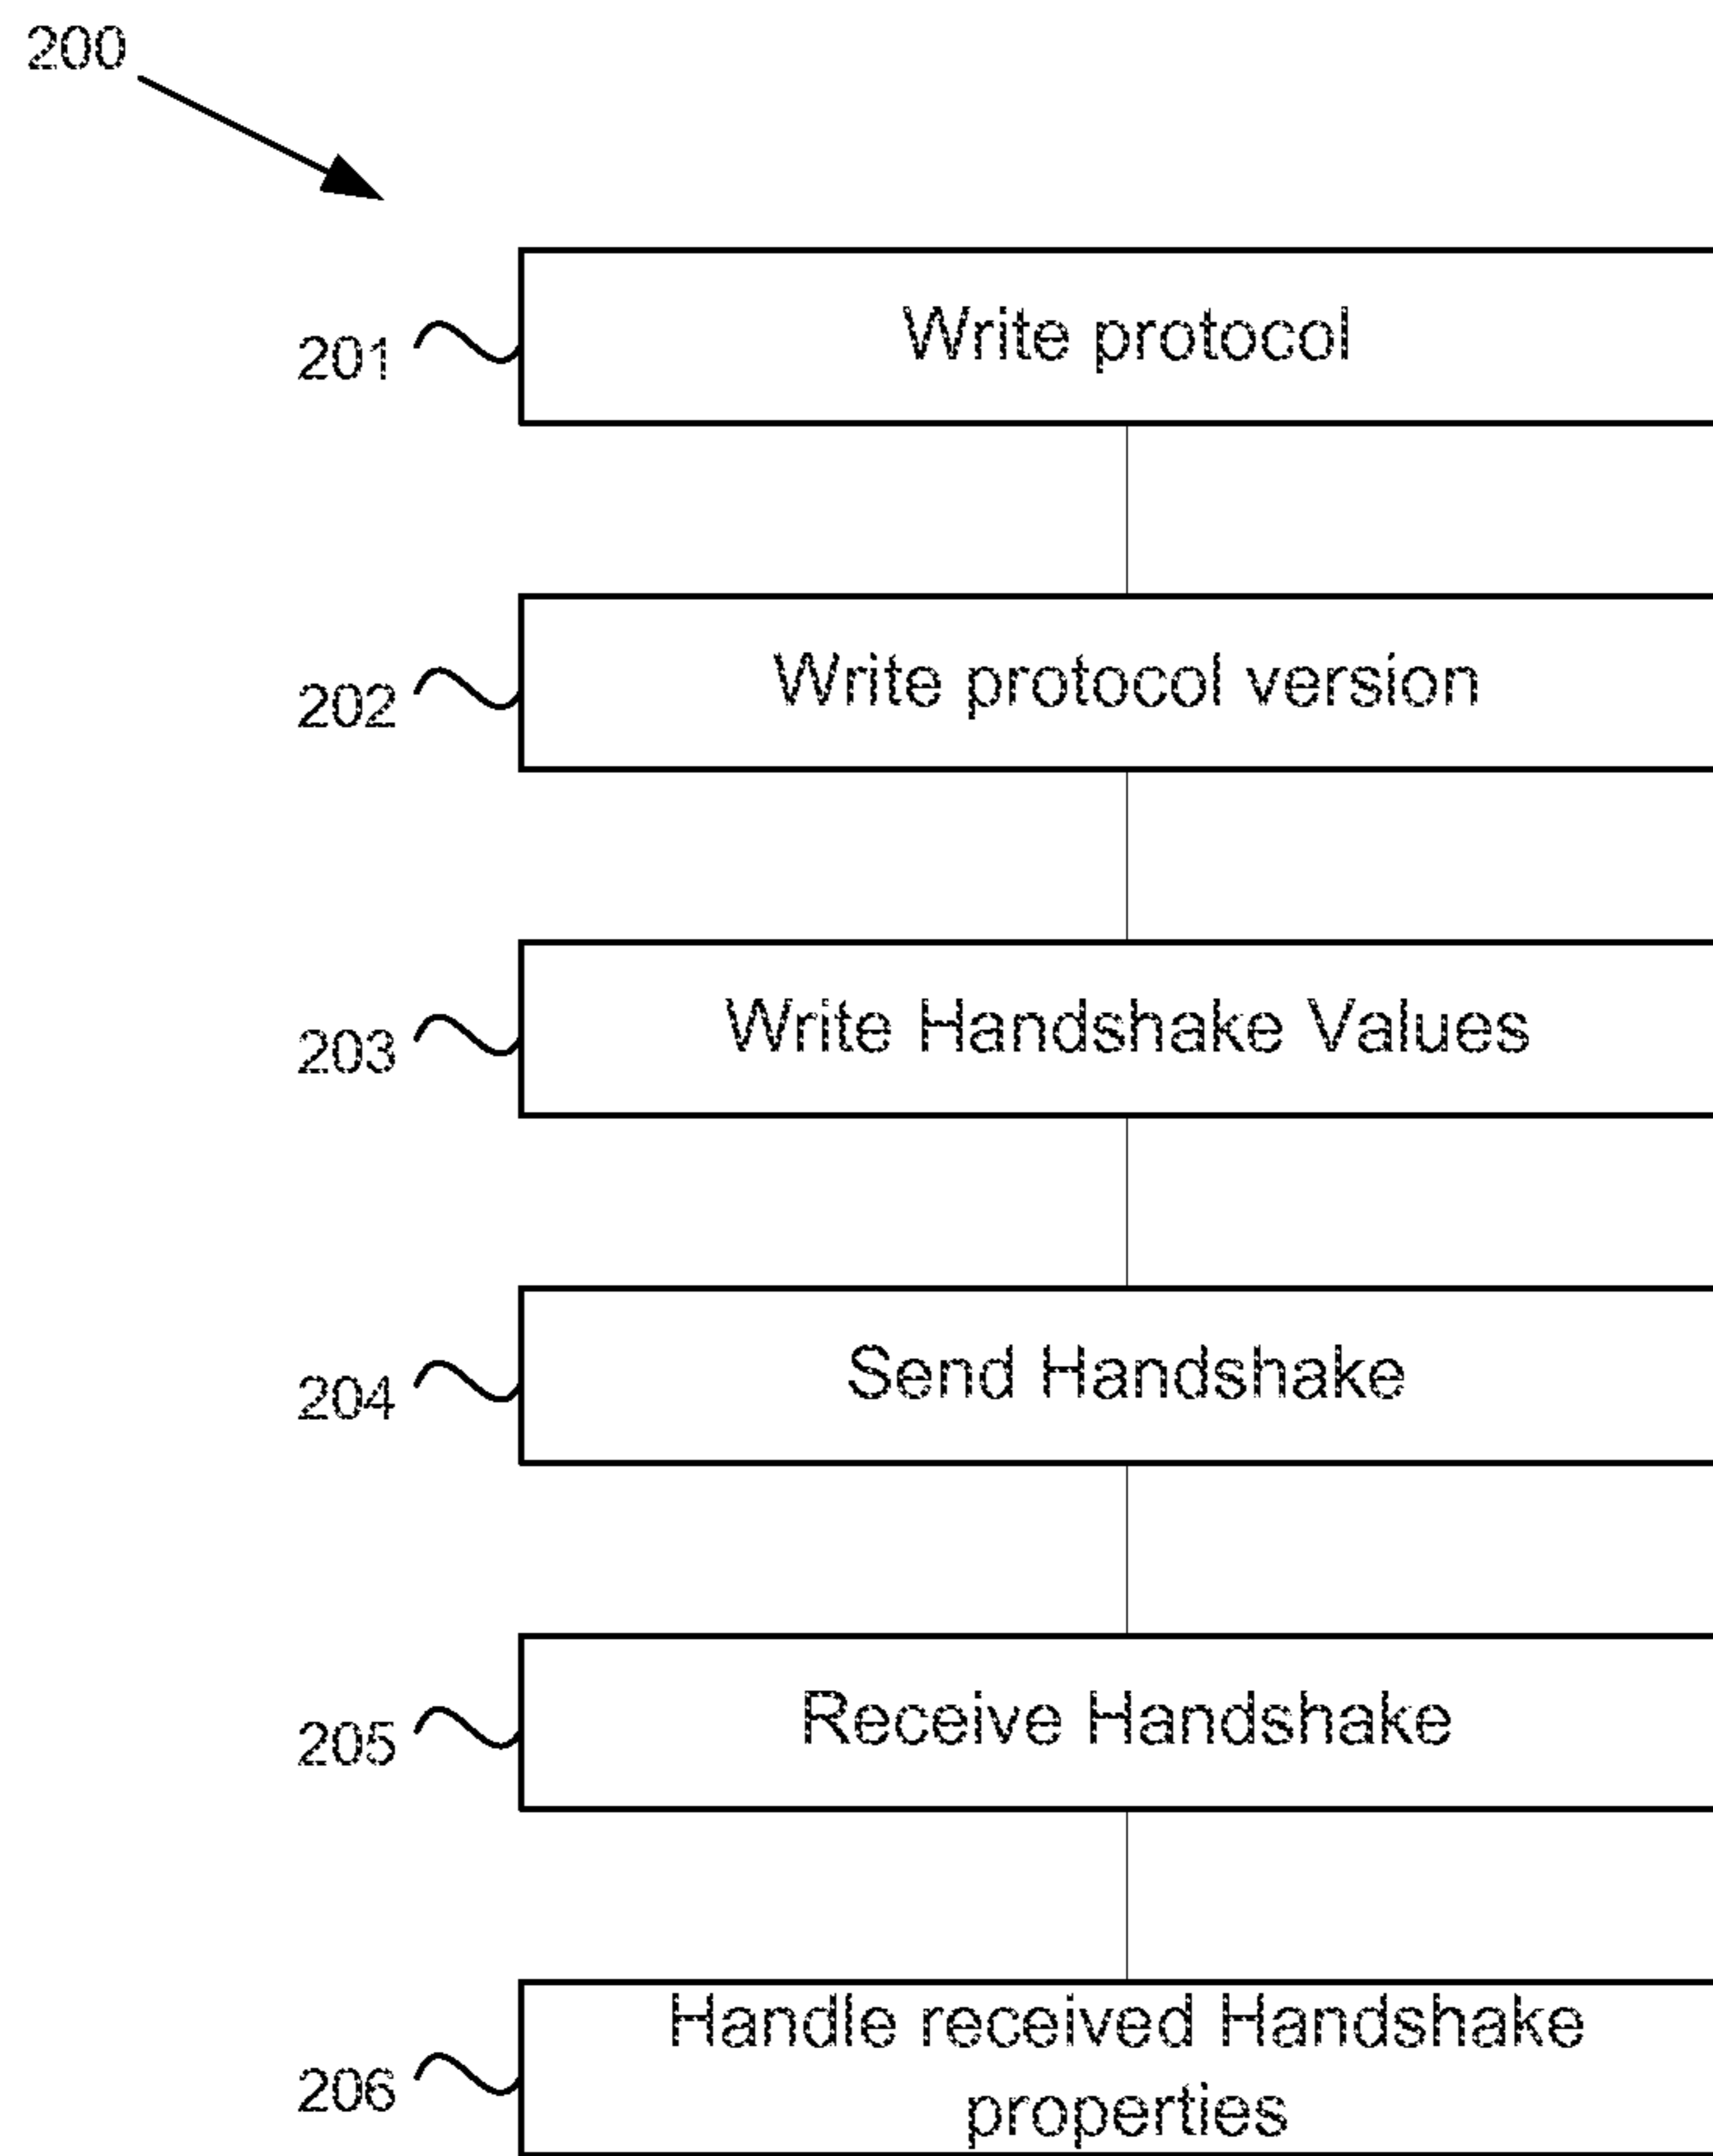 200
201 Write protocol
202 Write protocol version
203 Write Handshake Values
204 Send Handshake
205 Receive Handshake
206 Handle received Handshake
properties